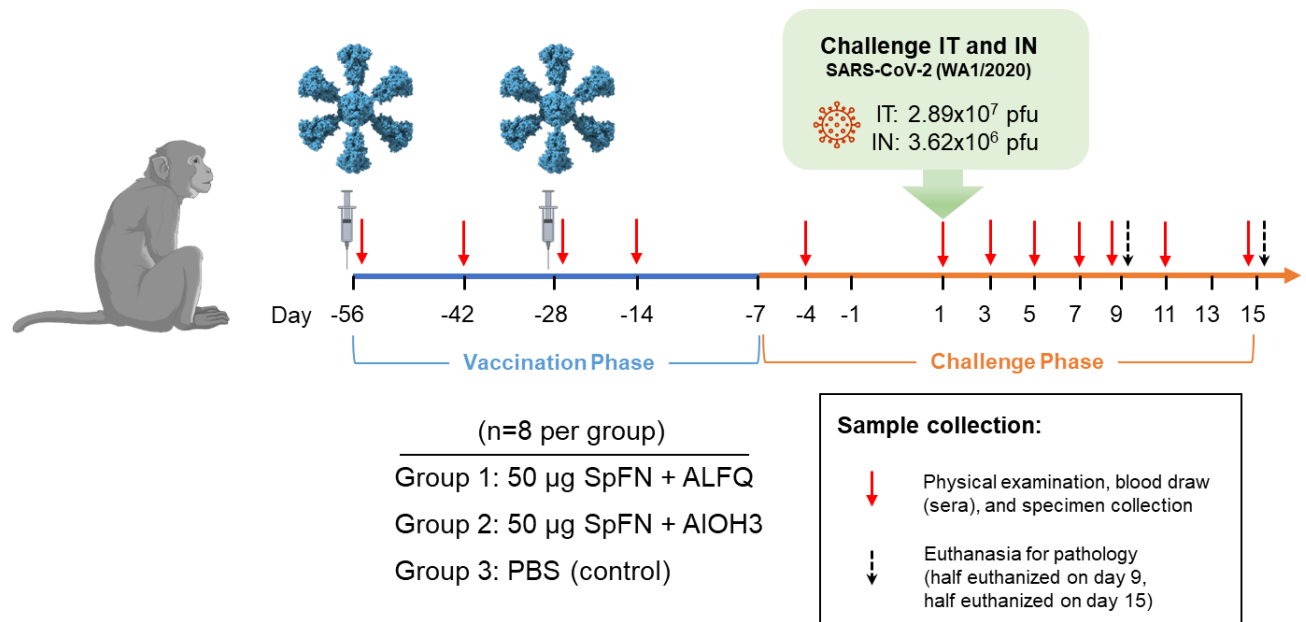 Challenge IT and IN
SARS-CoV-2 (WA1/2020)
IT: 2.89x10⁷ pfu
IN: 3.62x10⁶ pfu
Day -56 -42 -28 -14 -7 -4 -1 1 3 5 7 9 11 13 15
Vaccination Phase
Challenge Phase
(n=8 per group)
Group 1: 50 µg SpFN + ALFQ
Group 2: 50 µg SpFN + AlOH3
Group 3: PBS (control)
Sample collection:
Physical examination, blood draw
(sera), and specimen collection
Euthanasia for pathology
(half euthanized on day 9,
half euthanized on day 15)